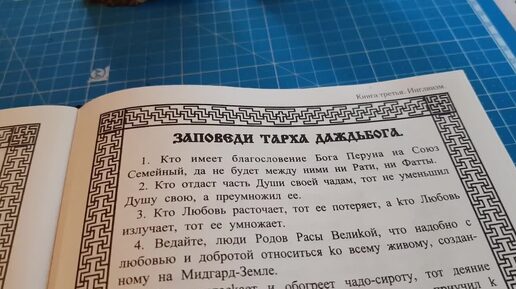 Книга третья. Инглиизм
ЗАПОВЕДИ ТАРХА ДАЖДЬБОГА.
1. Кто имеет благословение Бога Перуна на Союз
Семейный, да не будет между ними ни Рати, ни Фатты.
2. Кто отдаст часть Души своей чадам, тот не уменьшил
Душу свою, а преумножил ее.
3. Кто Любовь расточает, тот ее потеряет, а кто Любовь
излучает, тот ее умножает.
4. Ведайте, люди Родов Расы Великой, что надобно с
любовью и добротой относиться ко всему живому, создан-
ному на Мидгард-Земле.
и обогреет чадо-сироту, тот деяние
приучил к